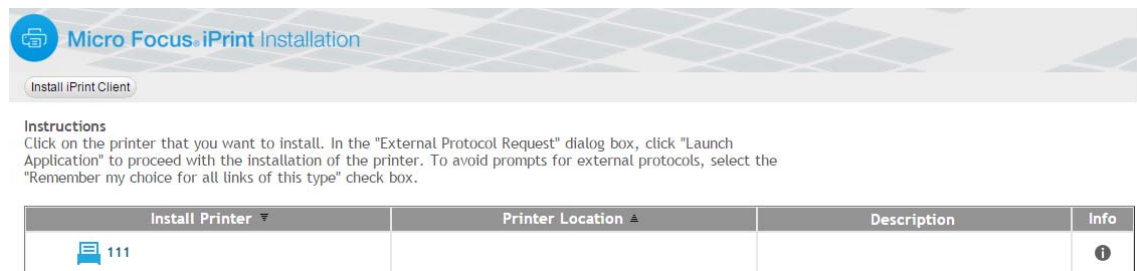 Micro Focus® iPrint Installation
Install iPrint Client
Instructions
Click on the printer that you want to install. In the "External Protocol Request" dialog box, click "Launch
Application" to proceed with the installation of the printer. To avoid prompts for external protocols, select the
"Remember my choice for all links of this type" check box.
Install Printer Printer Location Description Info
111